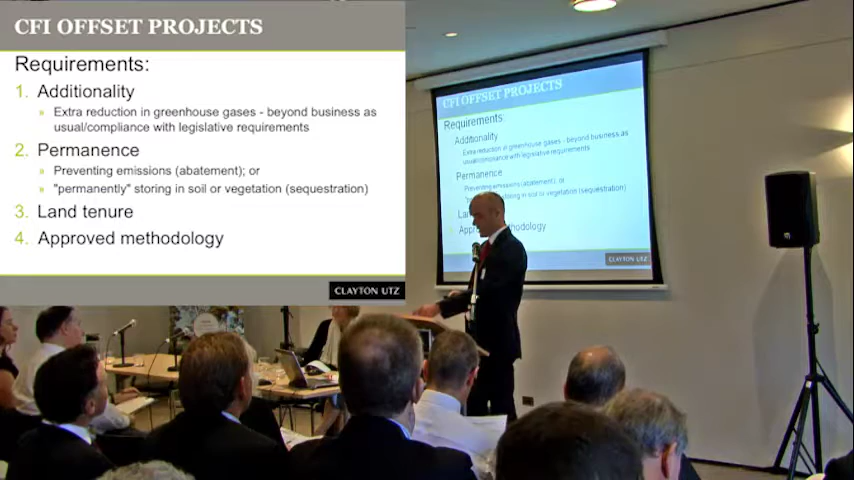 CFI OFFSET PROJECTS
Requirements:
1. Additionality
» Extra reduction in greenhouse gases - beyond business as
usual/compliance with legislative requirements
2. Permanence
» Preventing emissions (abatement); or
» "permanently" storing in soil or vegetation (sequestration)
3. Land tenure
4. Approved methodology
CLAYTON UTZ
CFI OFFSET PROJECTS
Requirements:
Additionality
Extra reduction in greenhouse gases - beyond business as
usual/compliance with legislative requirements
Permanence
Preventing emissions (abatement); or
storing in soil or vegetation (sequestration)
CLAYTON UTZ